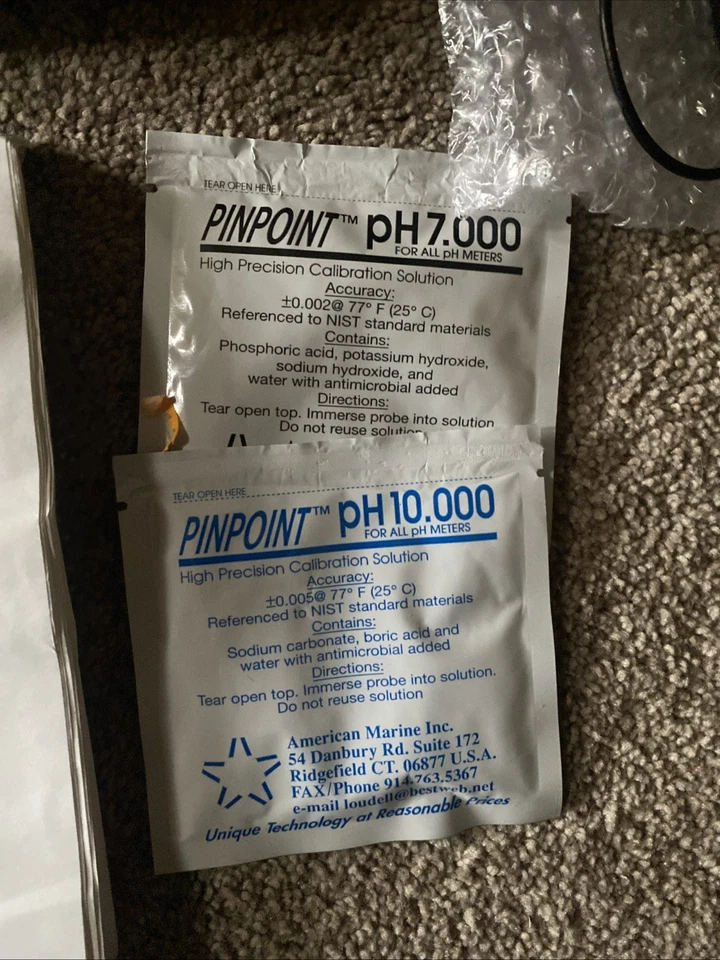 TEAR OPEN HERE
PINPOINT™ pH 7.000
FOR ALL pH METERS
High Precision Calibration Solution
Accuracy:
±0.002@ 77° F (25° C)
Referenced to NIST standard materials
Contains:
Phosphoric acid, potassium hydroxide,
sodium hydroxide, and
water with antimicrobial added
Directions:
Tear open top. Immerse probe into solution
Do not reuse solution
TEAR OPEN HERE
PINPOINT™ pH 10.000
FOR ALL pH METERS
High Precision Calibration Solution
Accuracy:
±0.005@ 77° F (25° C)
Referenced to NIST standard materials
Contains:
Sodium carbonate, boric acid and
water with antimicrobial added
Directions:
Tear open top. Immerse probe into solution.
Do not reuse solution
American Marine Inc.
54 Danbury Rd. Suite 172
Ridgefield CT. 06877 U.S.A.
FAX/Phone 914.763.5367
e-mail loudell@bestweb.net
Unique Technology at Reasonable Prices